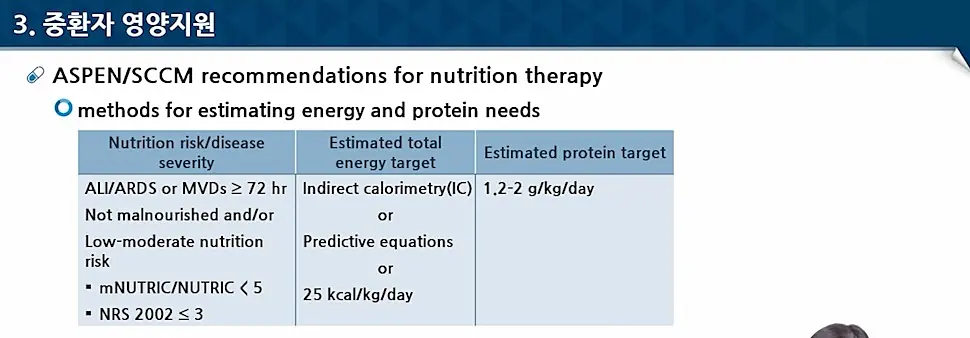 3. 중환자 영양지원
ASPEN/SCCM recommendations for nutrition therapy
methods for estimating energy and protein needs
Nutrition risk/disease
severity
Estimated total
energy target
Estimated protein target
ALI/ARDS or MVDs ≥ 72 hr
Not malnourished and/or
Low-moderate nutrition
risk
▪ mNUTRIC/NUTRIC < 5
▪ NRS 2002 ≤ 3
Indirect calorimetry(IC)
or
Predictive equations
or
25 kcal/kg/day
1.2-2 g/kg/day